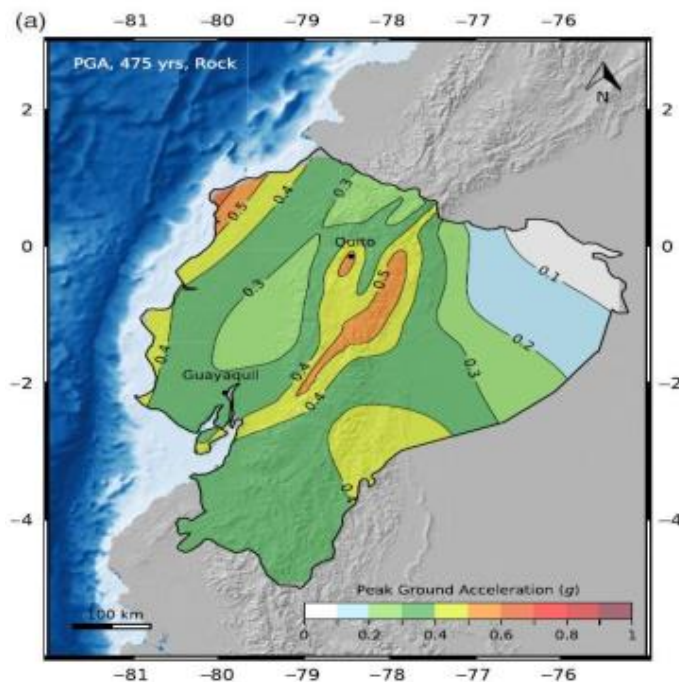 (a)
−81 −80 −79 −78 −77 −76
PGA, 475 yrs, Rock
N
2 2
0.3
0.4
0.5
0 0
Quito
0.1
0.3
0.5
0.2
0.3
0.4
0.4
Guayaquil
0.4
−2 −2
−4 −4
Peak Ground Acceleration (g)
100 km
0 0.2 0.4 0.6 0.8 1
−81 −80 −79 −78 −77 −76